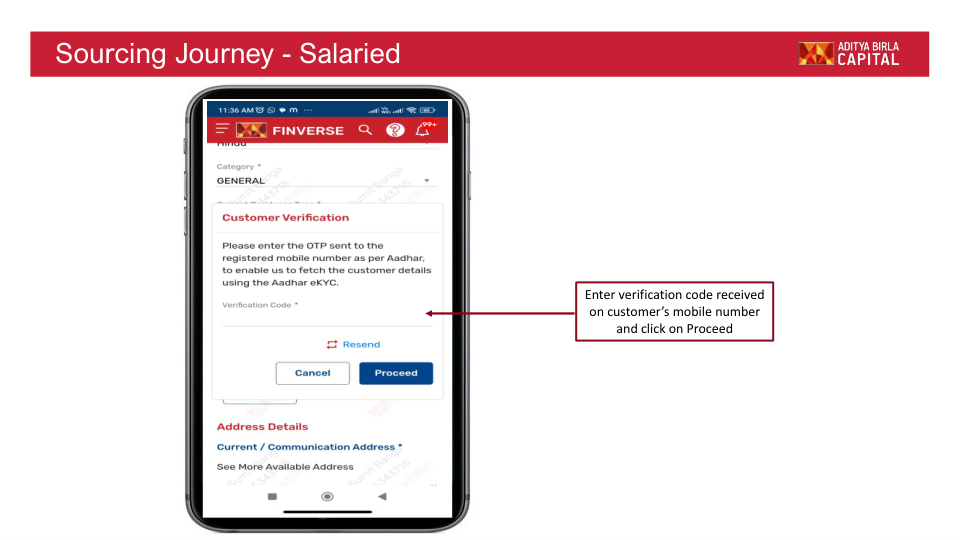 Sourcing Journey - Salaried
ADITYA BIRLA
CAPITAL
11:36 AM
99+
FINVERSE
Hindu
Category *
GENERAL
Customer Verification
Please enter the OTP sent to the
registered mobile number as per Aadhar,
to enable us to fetch the customer details
using the Aadhar eKYC.
Verification Code *
Resend
Cancel
Proceed
Address Details
Current / Communication Address *
See More Available Address
Enter verification code received
on customer's mobile number
and click on Proceed
Sumit Banga